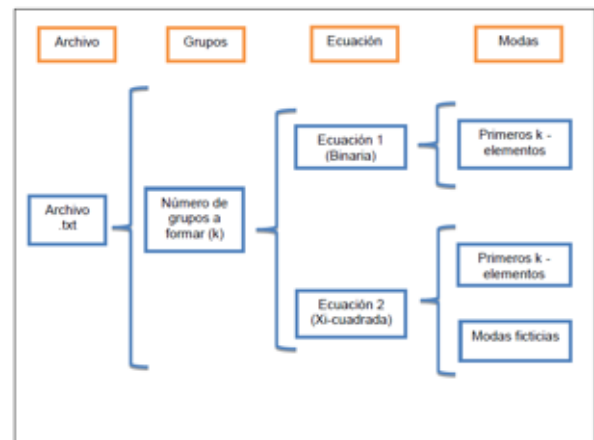 Archivo
Grupos
Ecuación
Modas
Archivo
.txt
Número de
grupos a
formar (k)
Ecuación 1
(Binaria)
Primeros k -
elementos
Ecuación 2
(Xi-cuadrada)
Primeros k -
elementos
Modas ficticias